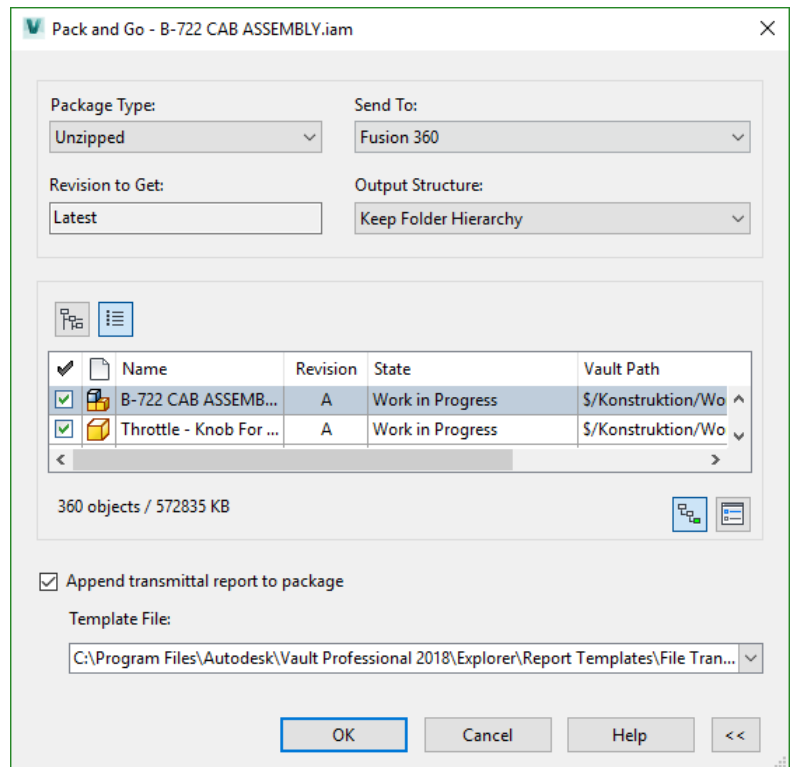 Pack and Go - B-722 CAB ASSEMBLY.iam
Package Type:
Send To:
Unzipped
Fusion 360
Revision to Get:
Output Structure:
Latest
Keep Folder Hierarchy
Name Revision State Vault Path
B-722 CAB ASSEMB... A Work in Progress $/Konstruktion/Wo
Throttle - Knob For ... A Work in Progress $/Konstruktion/Wo
360 objects / 572835 KB
Append transmittal report to package
Template File:
C:\Program Files\Autodesk\Vault Professional 2018\Explorer\Report Templates\File Tran...
OK Cancel Help <<